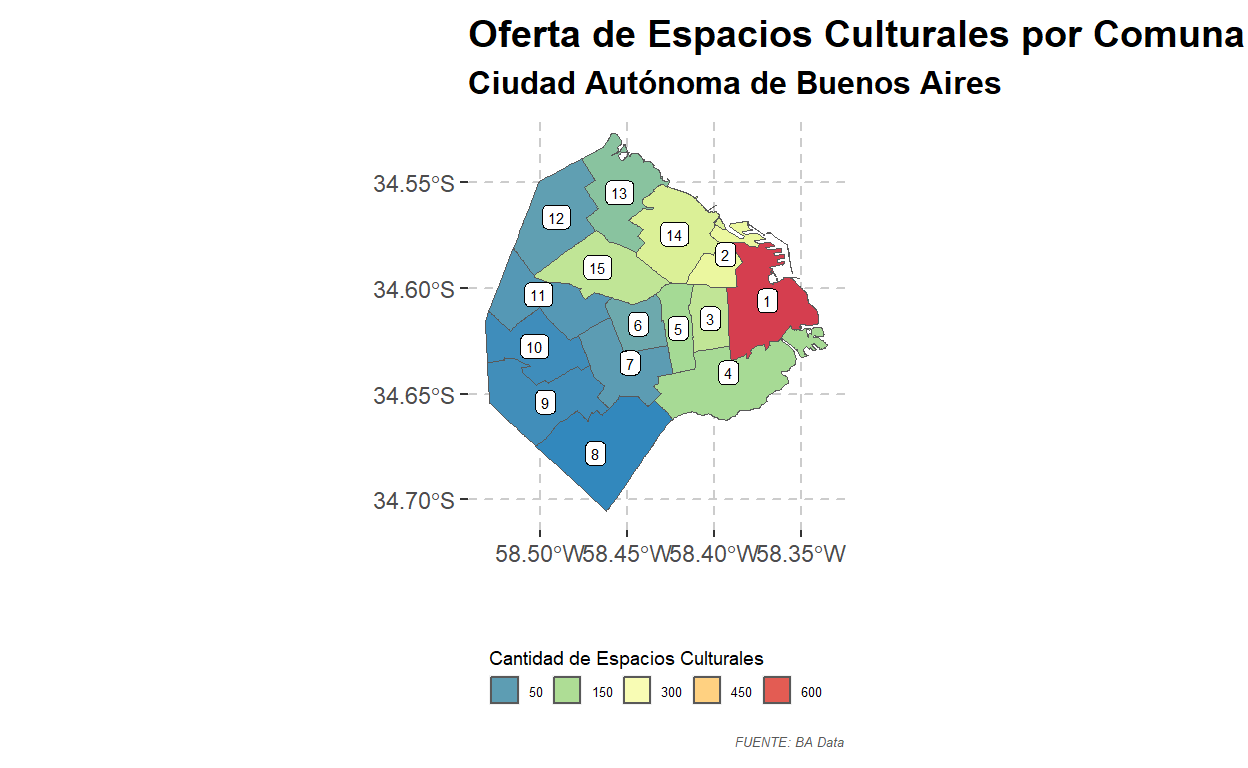 Oferta de Espacios Culturales por Comuna
Ciudad Autónoma de Buenos Aires
34.55°S
34.60°S
34.65°S
34.70°S
13
12
14
2
15
11
1
3
6
5
10
7
4
9
8
58.50°W 58.45°W 58.40°W 58.35°W
Cantidad de Espacios Culturales
50 150 300 450 600
FUENTE: BA Data